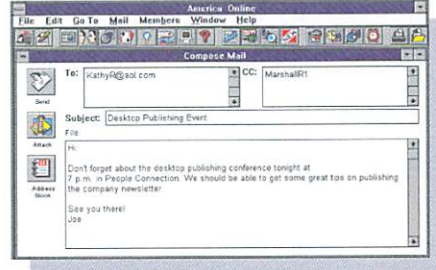 America Online
File Edit Go To Mail Members Window Help
Compose Mail
To: KathyR@aol.com CC: MarshallR1
Send
Subject: Desktop Publishing Event
File:
Attach
Hi.
Don't forget about the desktop publishing conference tonight at
7 p.m. in People Connection. We should be able to get some great tips on publishing
the company newsletter.
Address
Book
See you there!
Joe